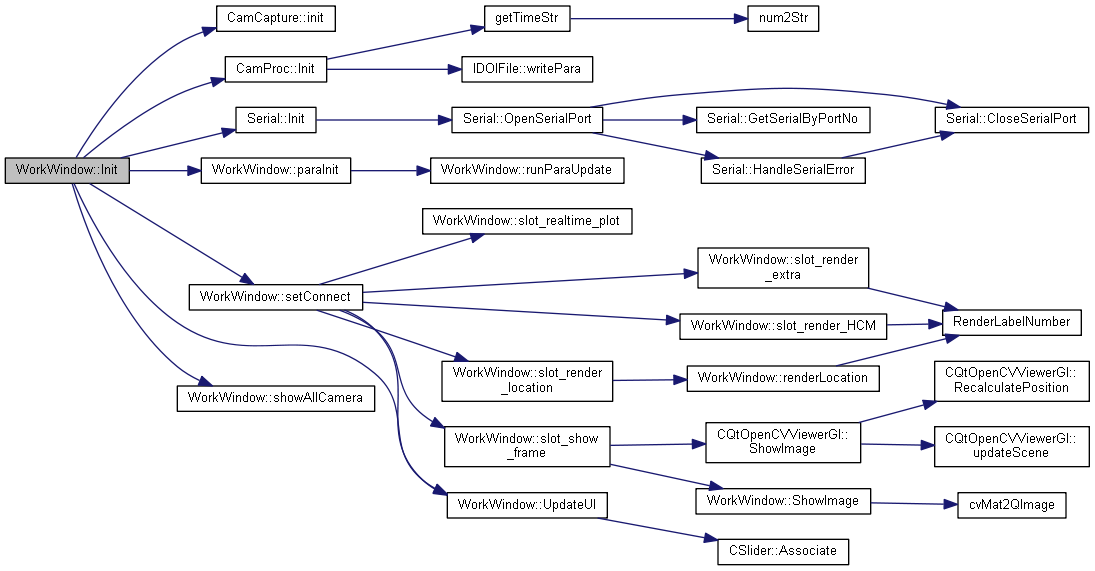 CamCapture::init
getTimeStr
num2Str
CamProc::Init
IDOIFile::writePara
Serial::Init
Serial::OpenSerialPort
Serial::GetSerialByPortNo
Serial::CloseSerialPort
WorkWindow::Init
WorkWindow::paraInit
WorkWindow::runParaUpdate
Serial::HandleSerialError
WorkWindow::slot_realtime_plot
WorkWindow::slot_render
_extra
WorkWindow::setConnect
WorkWindow::slot_render_HCM
RenderLabelNumber
WorkWindow::slot_render
_location
WorkWindow::renderLocation
CQtOpenCVViewerGl::
RecalculatePosition
WorkWindow::showAllCamera
WorkWindow::slot_show
_frame
CQtOpenCVViewerGl::
ShowImage
CQtOpenCVViewerGl::
updateScene
WorkWindow::UpdateUI
WorkWindow::ShowImage
cvMat2QImage
CSlider::Associate